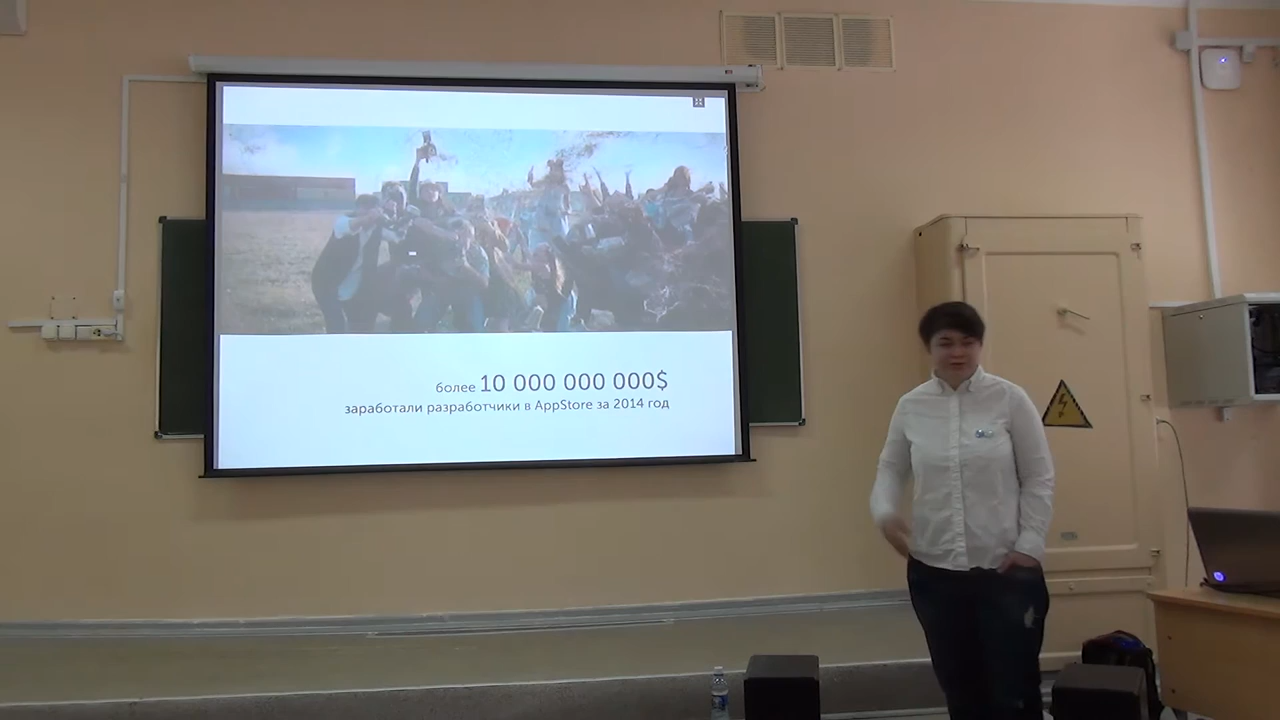 более 10 000 000 000$
заработали разработчики в AppStore за 2014 год